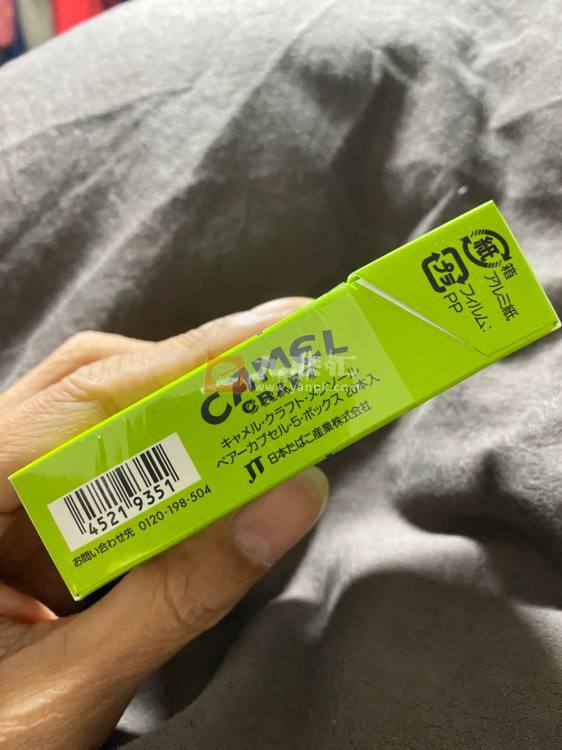 CAMEL
CRAFT
キャメル・クラフト・メンソール
ペアーカプセル・5・ボックス 20本入
JT 日本たばこ産業株式会社
4521 9351
お問い合わせ先 0120-198-504
紙
箱
アルミ紙
プラ
フィルム:
PP